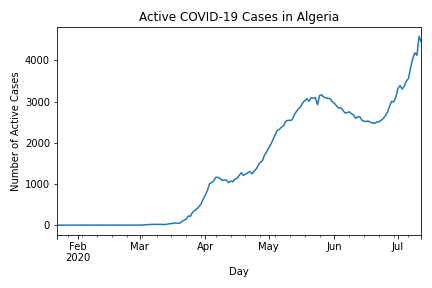 Active COVID-19 Cases in Algeria
Number of Active Cases
4000
3000
2000
1000
0
Feb Mar Apr May Jun Jul
2020
Day